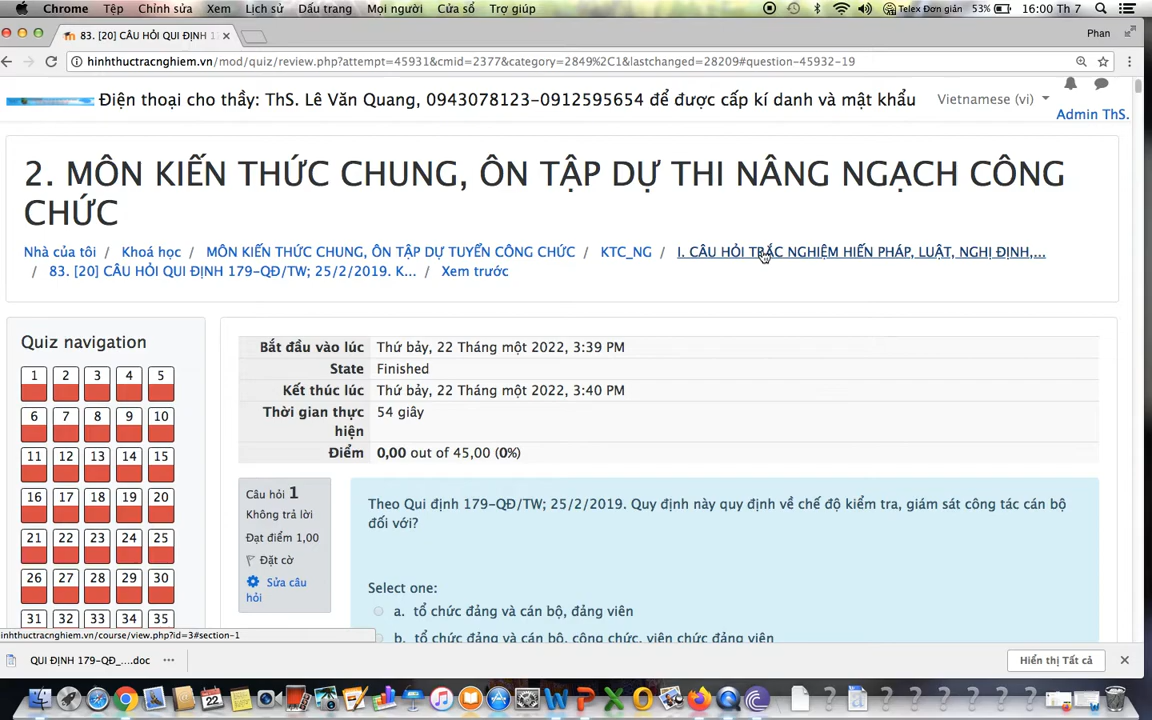 Chrome Tệp Chỉnh sửa Xem Lịch sử Dấu trang Mọi người Cửa sổ Trợ giúp Telex Đơn giản 53% 16:00 Th 7
83. [20] CÂU HỎI QUI ĐỊNH 1 Phan
hinhthuctracnghiem.vn/mod/quiz/review.php?attempt=45931&cmid=2377&category=2849%2C1&lastchanged=28209#question-45932-19
Điện thoại cho thầy: ThS. Lê Văn Quang, 0943078123-0912595654 để được cấp kí danh và mật khẩu Vietnamese (vi)
Admin ThS.
2. MÔN KIẾN THỨC CHUNG, ÔN TẬP DỰ THI NÂNG NGẠCH CÔNG
CHỨC
Nhà của tôi / Khoá học / MÔN KIẾN THỨC CHUNG, ÔN TẬP DỰ TUYỂN CÔNG CHỨC / KTC_NG / I. CÂU HỎI TRẮC NGHIỆM HIẾN PHÁP, LUẬT, NGHỊ ĐỊNH,...
/ 83. [20] CÂU HỎI QUI ĐỊNH 179-QĐ/TW; 25/2/2019. K... / Xem trước
Quiz navigation
1 2 3 4 5
6 7 8 9 10
11 12 13 14 15
16 17 18 19 20
21 22 23 24 25
26 27 28 29 30
31 32 33 34 35
Bắt đầu vào lúc Thứ bảy, 22 Tháng một 2022, 3:39 PM
State Finished
Kết thúc lúc Thứ bảy, 22 Tháng một 2022, 3:40 PM
Thời gian thực 54 giây
hiện
Điểm 0,00 out of 45,00 (0%)
Câu hỏi 1
Không trả lời
Đạt điểm 1,00
Đặt cờ
Sửa câu
hỏi
Theo Qui định 179-QĐ/TW; 25/2/2019. Quy định này quy định về chế độ kiểm tra, giám sát công tác cán bộ
đối với?
Select one:
a. tổ chức đảng và cán bộ, đảng viên
b. tổ chức đảng và cán bộ, công chức, viên chức đảng viên
inhthuctracnghiem.vn/course/view.php?id=3#section-1
QUI ĐỊNH 179-QĐ_....doc Hiển thị Tất cả
22